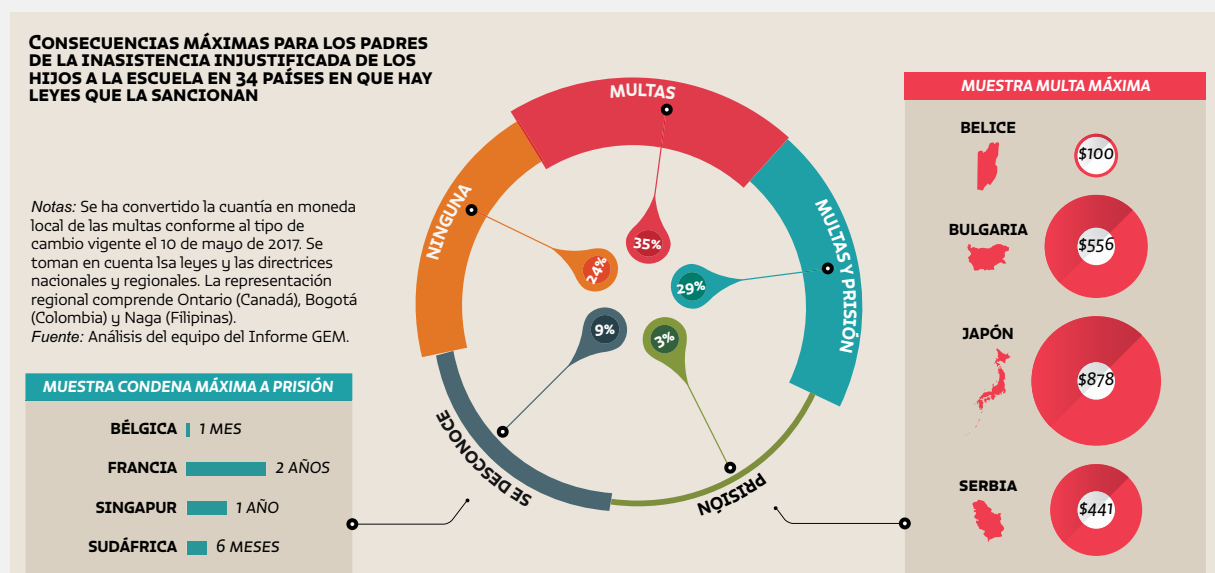 CONSECUENCIAS MÁXIMAS PARA LOS PADRES
DE LA INASISTENCIA INJUSTIFICADA DE LOS
HIJOS A LA ESCUELA EN 34 PAÍSES EN QUE HAY
LEYES QUE LA SANCIONAN
Notas: Se ha convertido la cuantía en moneda
local de las multas conforme al tipo de
cambio vigente el 10 de mayo de 2017. Se
toman en cuenta lsa leyes y las directrices
nacionales y regionales. La representación
regional comprende Ontario (Canadá), Bogotá
(Colombia) y Naga (Filipinas).
Fuente: Análisis del equipo del Informe GEM.
MUESTRA CONDENA MÁXIMA A PRISIÓN
BÉLGICA 1 MES
FRANCIA 2 AÑOS
SINGAPUR 1 AÑO
SUDÁFRICA 6 MESES
MULTAS
35%
MULTAS Y PRISIÓN
29%
PRISIÓN
3%
SE DESCONOCE
9%
NINGUNA
24%
MUESTRA MULTA MÁXIMA
BELICE
$100
BULGARIA
$556
JAPÓN
$878
SERBIA
$441